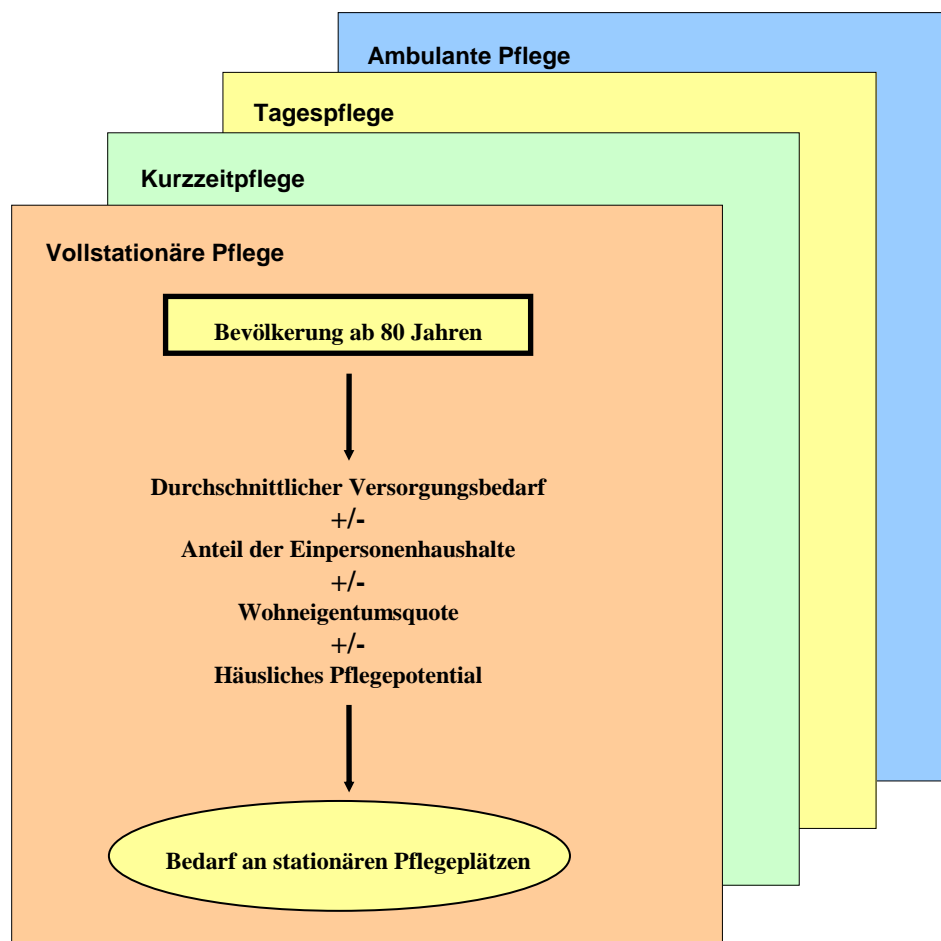 Ambulante Pflege
Tagespflege
Kurzzeitpflege
Vollstationäre Pflege
Bevölkerung ab 80 Jahren
Durchschnittlicher Versorgungsbedarf
+/-
Anteil der Einpersonenhaushalte
+/-
Wohneigentumsquote
+/-
Häusliches Pflegepotential
Bedarf an stationären Pflegeplätzen